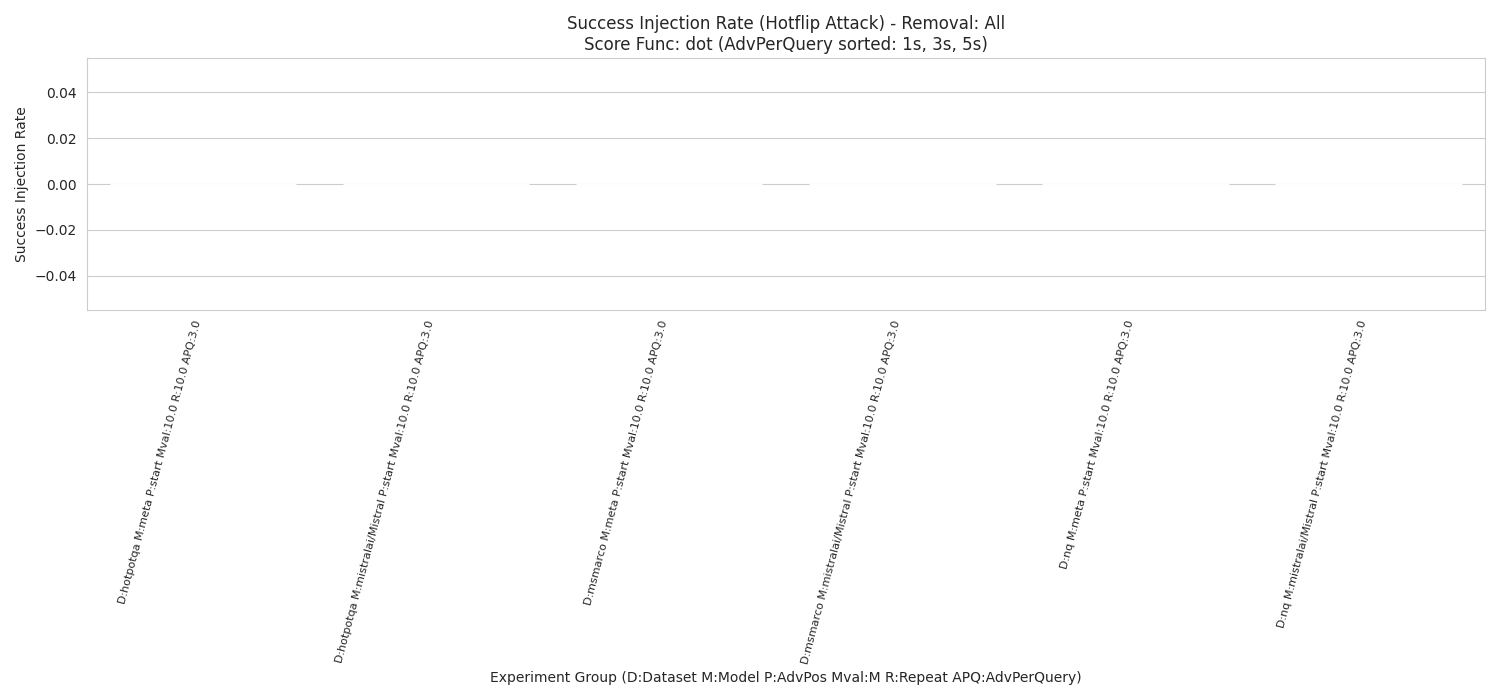 Success Injection Rate (Hotflip Attack) - Removal: All
Score Func: dot (AdvPerQuery sorted: 1s, 3s, 5s)
Success Injection Rate
0.04
0.02
0.00
−0.02
−0.04
D:hotpotqa M:meta P:start Mval:10.0 R:10.0 APQ:3.0
D:hotpotqa M:mistralai/Mistral P:start Mval:10.0 R:10.0 APQ:3.0
D:msmarco M:meta P:start Mval:10.0 R:10.0 APQ:3.0
D:msmarco M:mistralai/Mistral P:start Mval:10.0 R:10.0 APQ:3.0
D:nq M:meta P:start Mval:10.0 R:10.0 APQ:3.0
D:nq M:mistralai/Mistral P:start Mval:10.0 R:10.0 APQ:3.0
Experiment Group (D:Dataset M:Model P:AdvPos Mval:M R:Repeat APQ:AdvPerQuery)